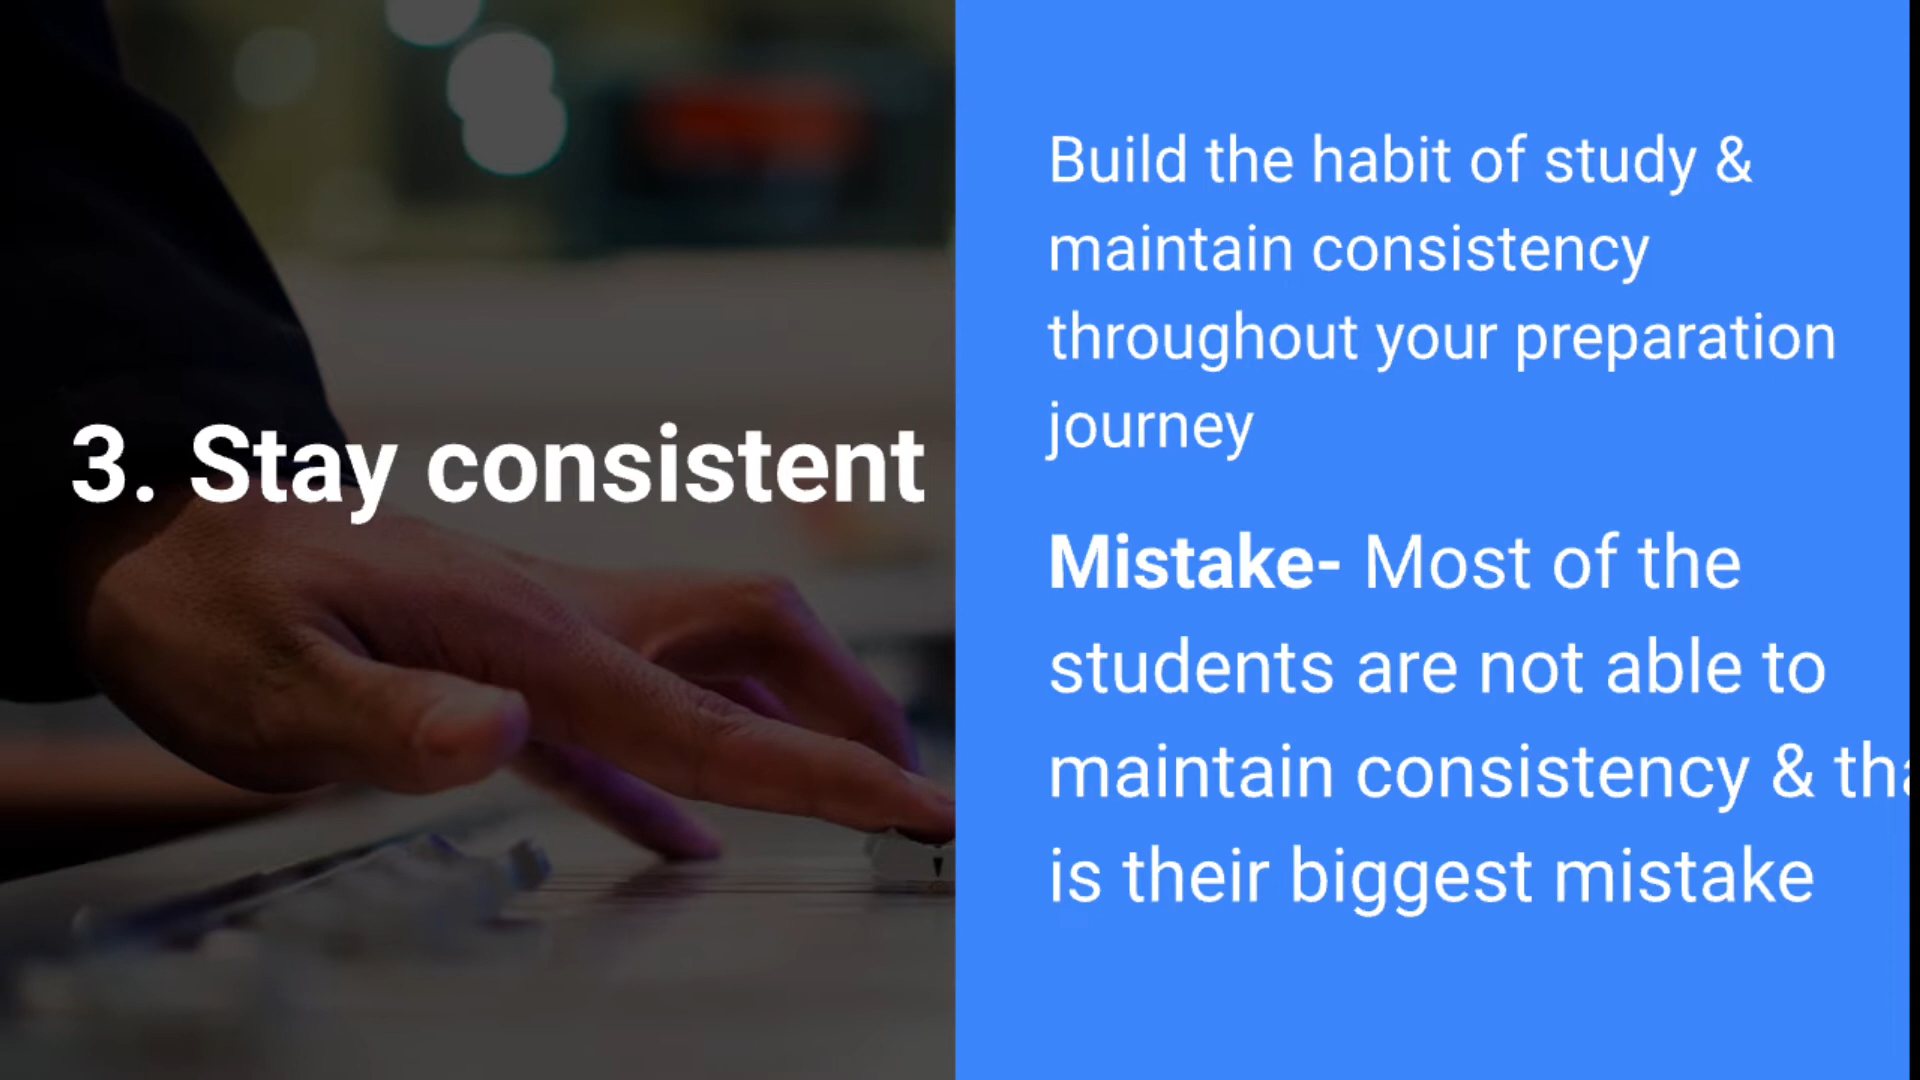 3. Stay consistent
Build the habit of study &
maintain consistency
throughout your preparation
journey
Mistake- Most of the
students are not able to
maintain consistency &
is their biggest mistake